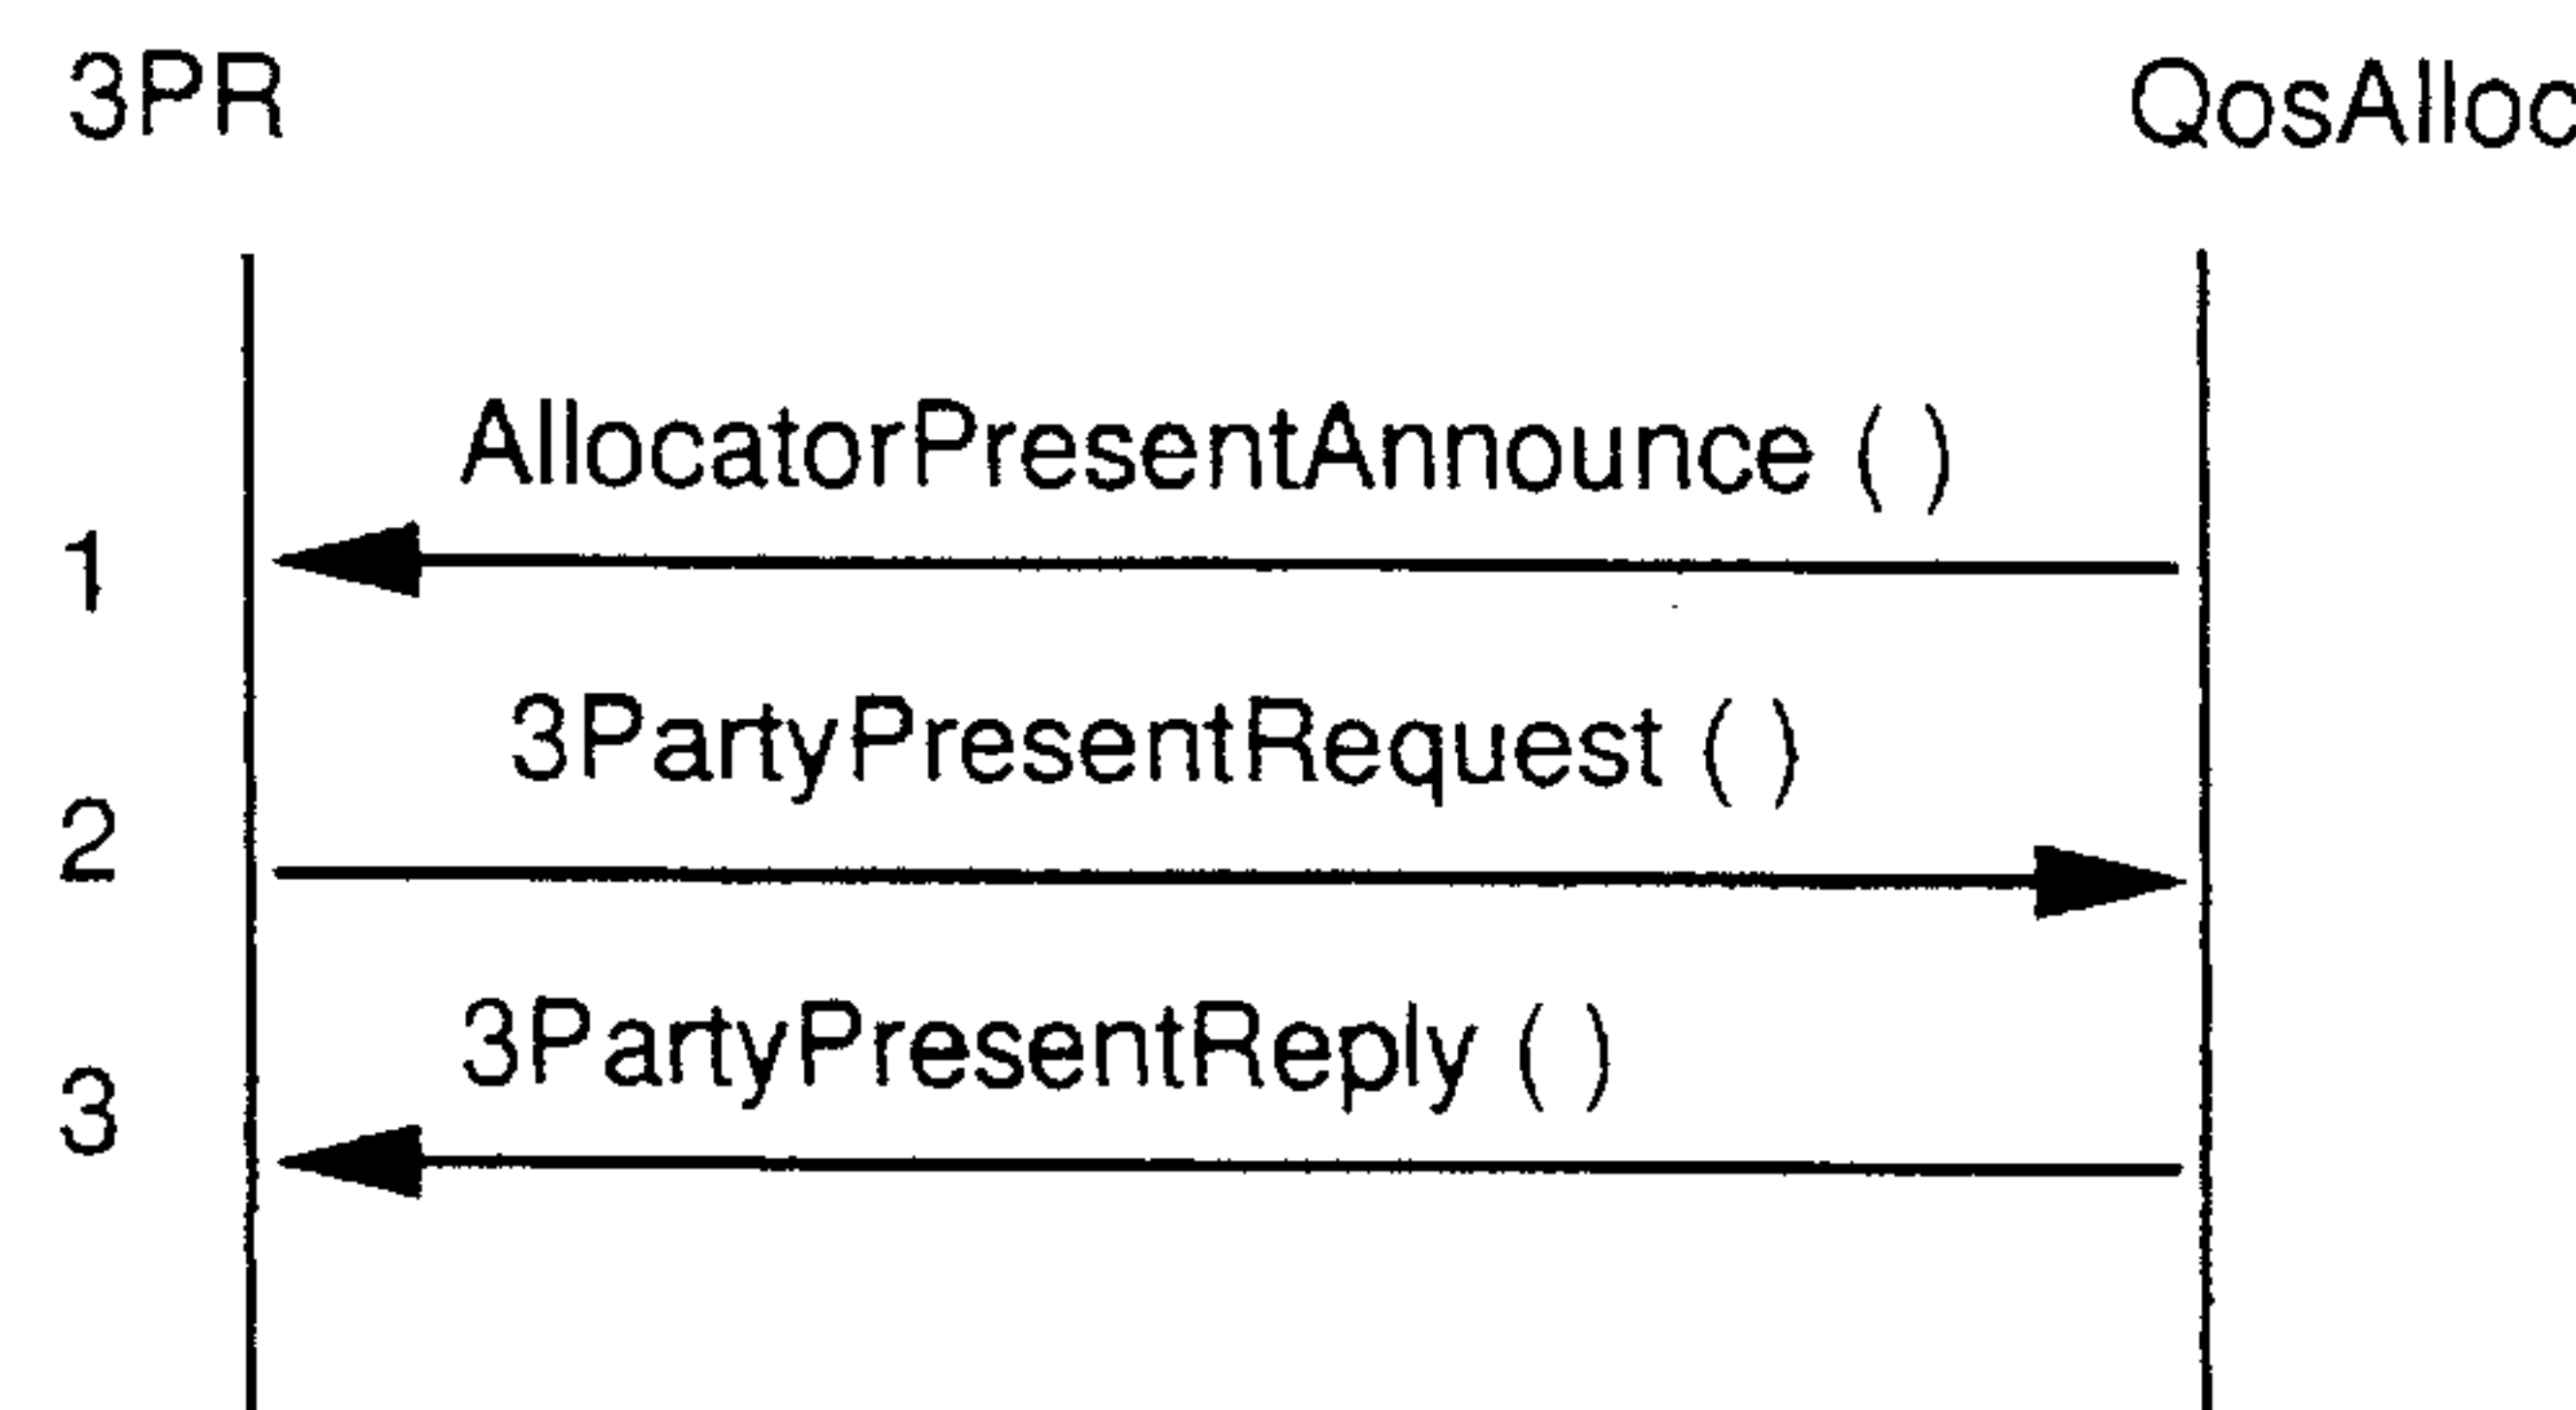 3PR QosAlloc
AllocatorPresentAnnounce ( )
1
3PartyPresentRequest ( )
2
3PartyPresentReply ( )
3